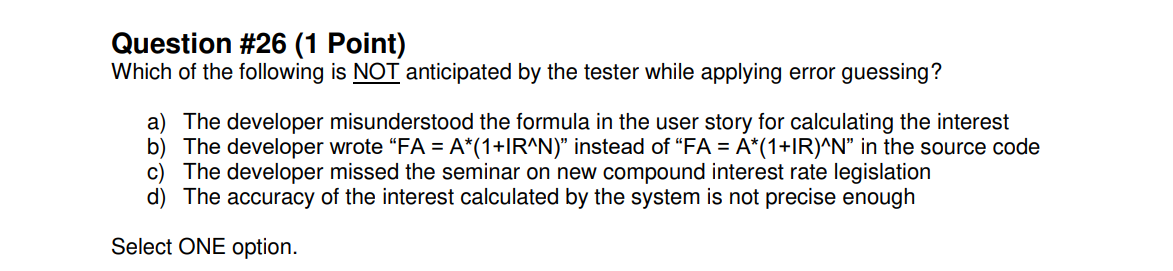 Question #26 (1 Point)
Which of the following is NOT anticipated by the tester while applying error guessing?
a) The developer misunderstood the formula in the user story for calculating the interest
b) The developer wrote “FA = A*(1+IR^N)” instead of “FA = A*(1+IR)^N” in the source code
c) The developer missed the seminar on new compound interest rate legislation
d) The accuracy of the interest calculated by the system is not precise enough
Select ONE option.